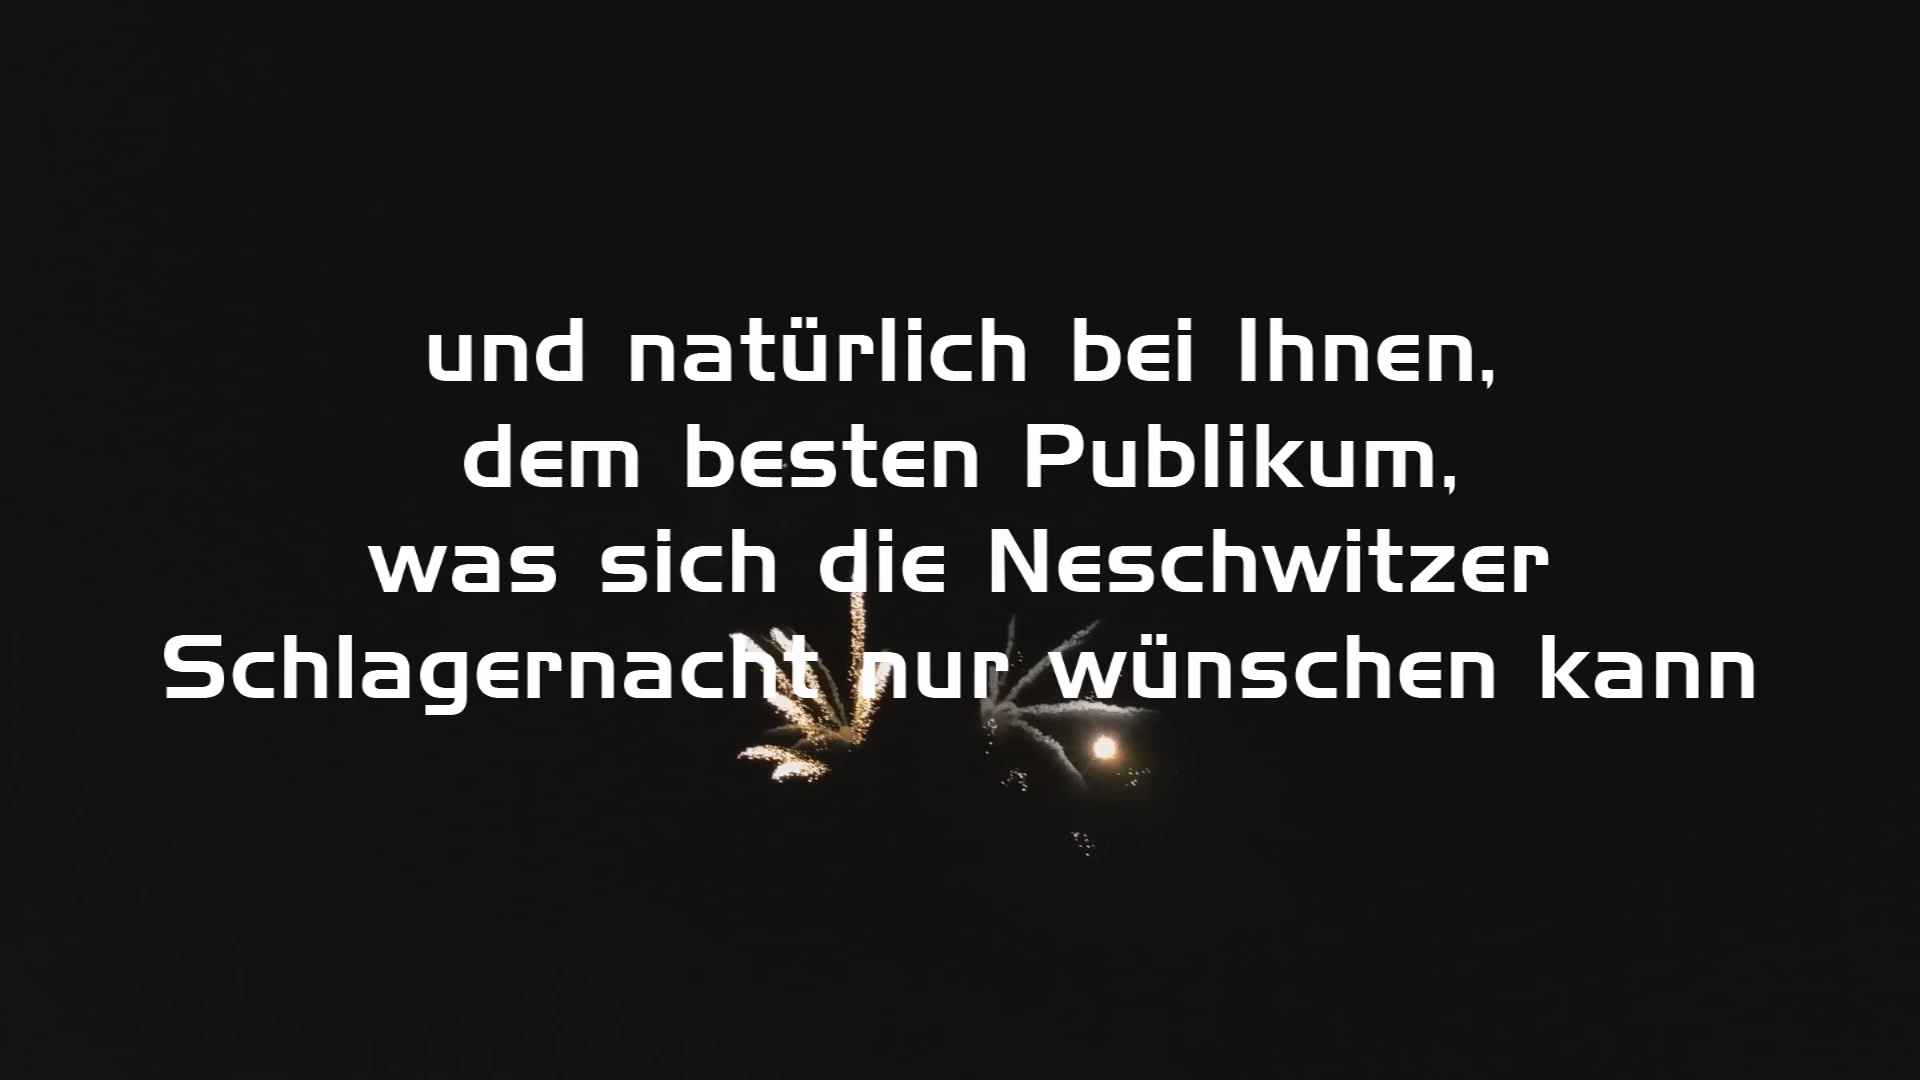 und natürlich bei Ihnen,
dem besten Publikum,
was sich die Neschwitzer
Schlagernacht nur wünschen kann